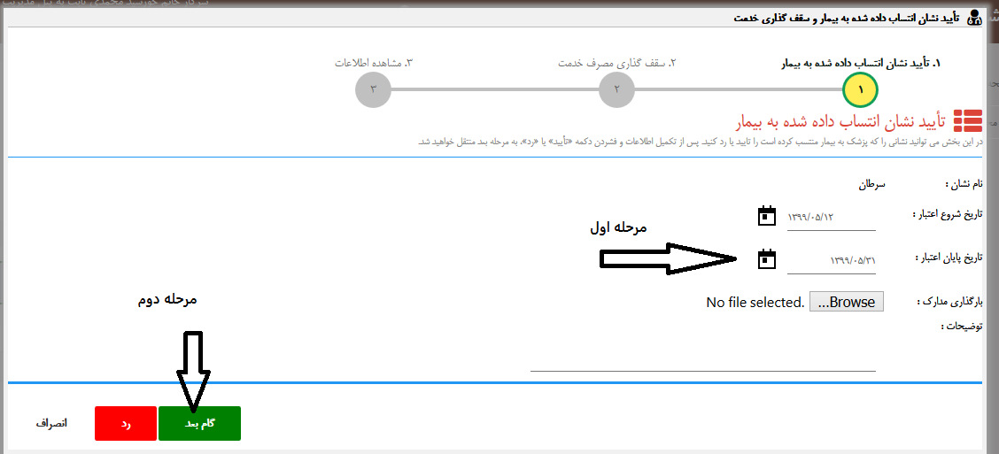 تأیید نشان انتساب داده شده به بیمار و سقف گذاری خدمت
۱. تأیید نشان انتساب داده شده به بیمار
۲. سقف گذاری مصرف خدمت
۳. مشاهده اطلاعات
۱
۲
۳
تأیید نشان انتساب داده شده به بیمار
در این بخش می توانید نشانی را که پزشک به بیمار منتسب کرده است را تایید یا رد کنید. پس از تکمیل اطلاعات و فشردن دکمه «تأیید» یا «رد»، به مرحله بعد منتقل خواهید شد.
نام نشان : سرطان
تاریخ شروع اعتبار : ۱۳۹۹/۰۵/۱۲
مرحله اول
تاریخ پایان اعتبار : ۱۳۹۹/۰۵/۳۱
بارگذاری مدارک : Browse... No file selected.
مرحله دوم
توضیحات :
گام بعد
رد
انصراف